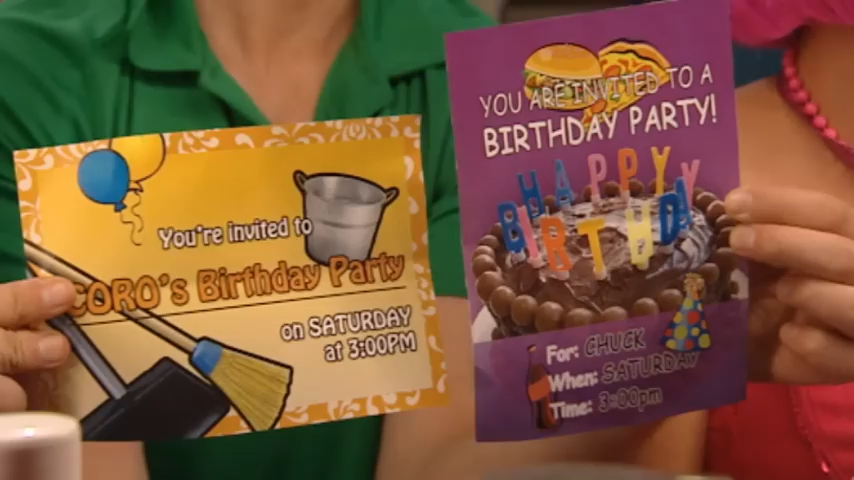 You're invited to
CORO's Birthday Party
on SATURDAY
at 3:00PM
YOU ARE INVITED TO A
BIRTHDAY PARTY!
HAPPY
BIRTHDAY
For: CHUCK
When: SATURDAY
Time: 3:00pm